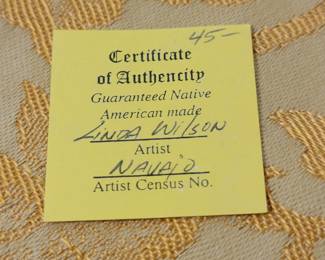 45-
Certificate
of Authencity
Guaranteed Native
American made
Linda Wilson
Artist
Navajo
Artist Census No.